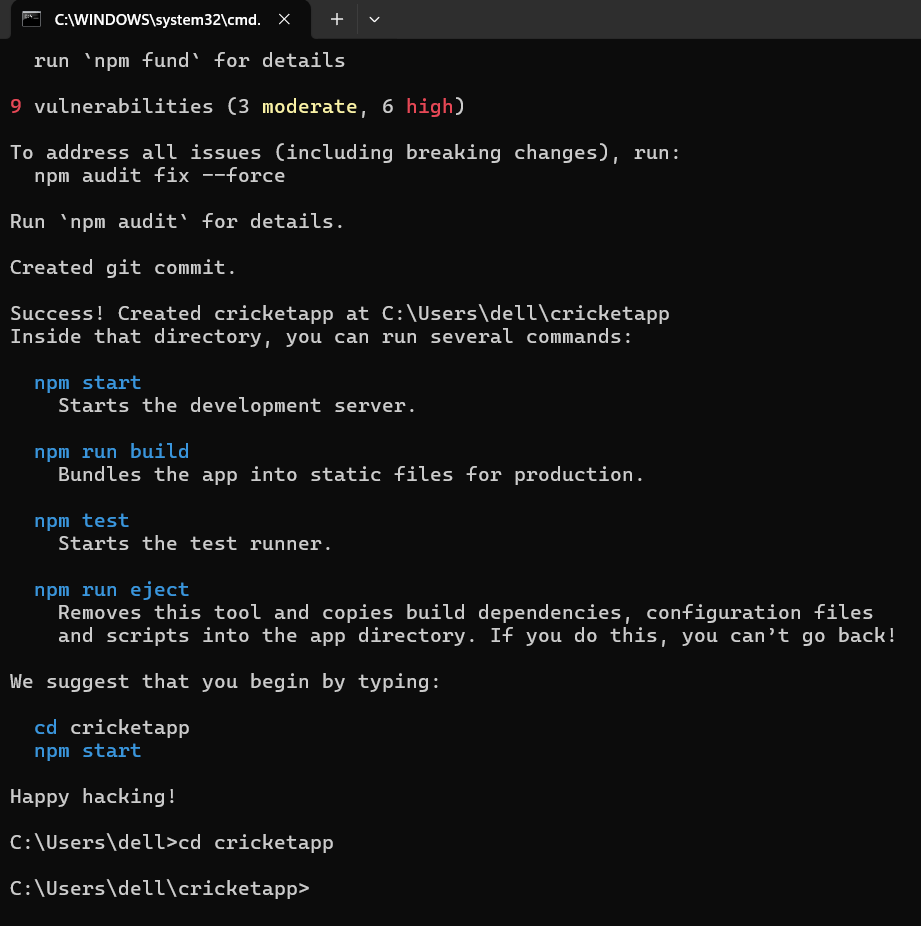 C:\WINDOWS\system32\cmd.
run `npm fund` for details
9 vulnerabilities (3 moderate, 6 high)
To address all issues (including breaking changes), run:
npm audit fix --force
Run `npm audit` for details.
Created git commit.
Success! Created cricketapp at C:\Users\dell\cricketapp
Inside that directory, you can run several commands:
npm start
Starts the development server.
npm run build
Bundles the app into static files for production.
npm test
Starts the test runner.
npm run eject
Removes this tool and copies build dependencies, configuration files
and scripts into the app directory. If you do this, you can’t go back!
We suggest that you begin by typing:
cd cricketapp
npm start
Happy hacking!
C:\Users\dell>cd cricketapp
C:\Users\dell\cricketapp>